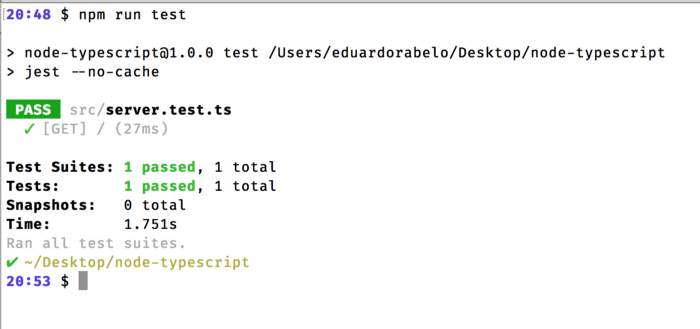 20:48 $ npm run test
> node-typescript@1.0.0 test /Users/eduardorabelo/Desktop/node-typescript
> jest --no-cache
PASS src/server.test.ts
✓ [GET] / (27ms)
Test Suites: 1 passed, 1 total
Tests: 1 passed, 1 total
Snapshots: 0 total
Time: 1.751s
Ran all test suites.
✔ ~/Desktop/node-typescript
20:53 $